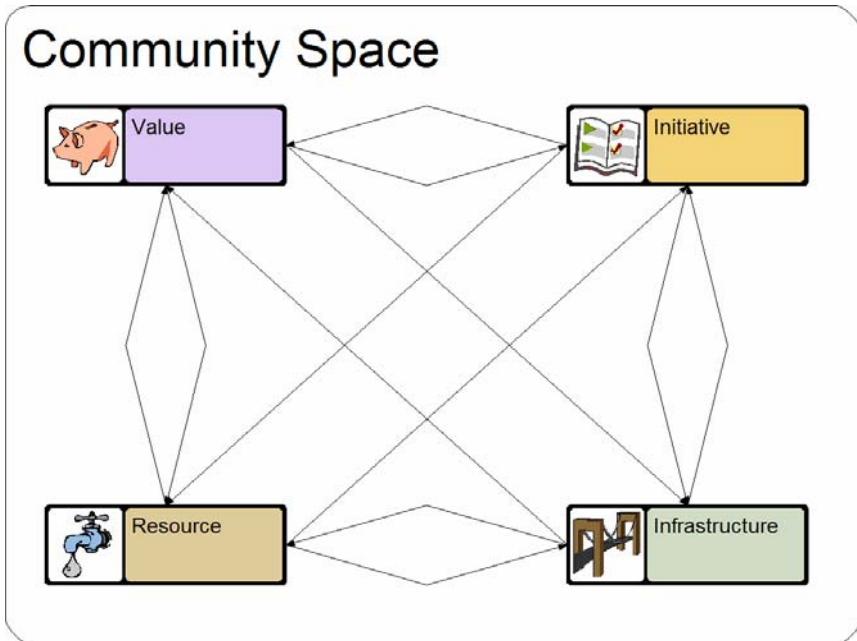 Community Space
Value
Initiative
Resource
Infrastructure